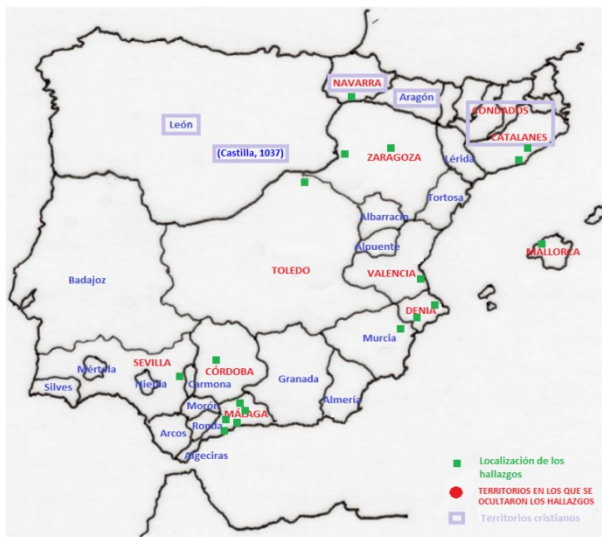 NAVARRA
Aragón
CONDADOS
CATALANES
León
(Castilla, 1037)
ZARAGOZA
Lérida
Tortosa
Albarracín
Alpuente
MALLORCA
TOLEDO
VALENCIA
Badajoz
DENIA
Murcia
SEVILLA
CÓRDOBA
Mértola
Niebla
Carmona
Granada
Silves
Almería
Morón
MÁLAGA
Ronda
Arcos
Algeciras
Localización de los
hallazgos
TERRITORIOS EN LOS QUE SE
OCULTARON LOS HALLAZGOS
Territorios cristianos